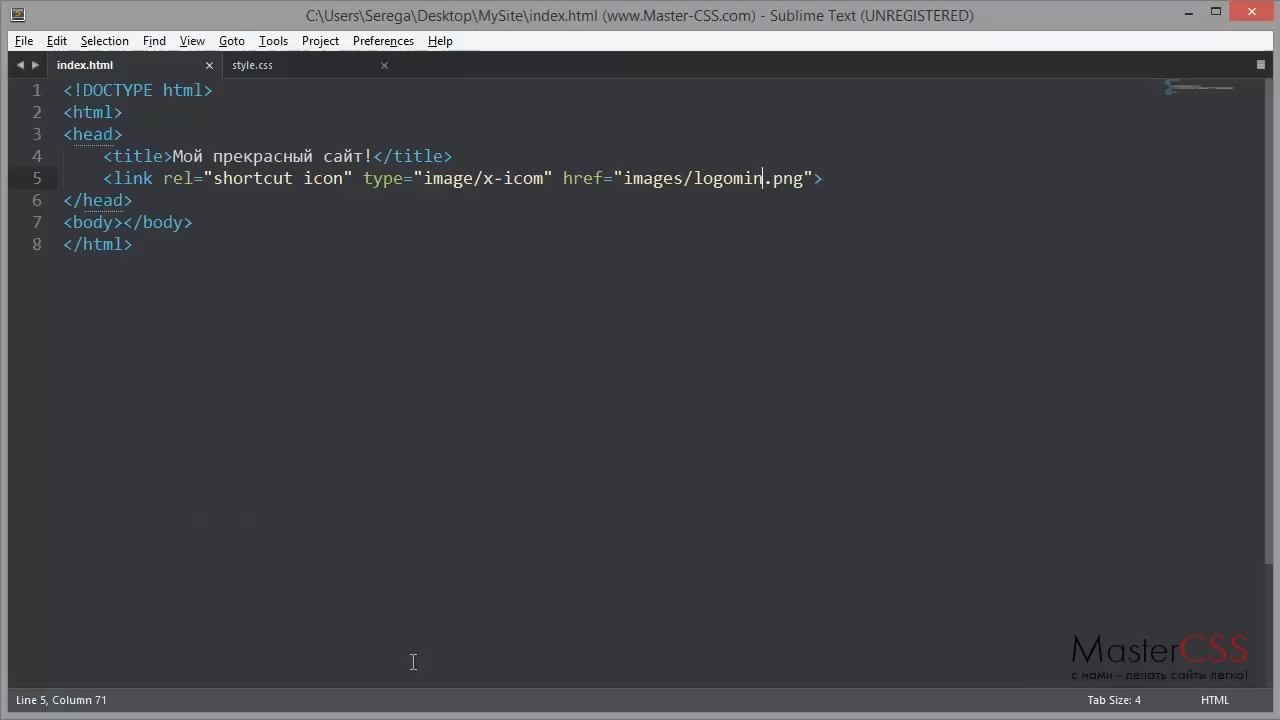 C:\Users\Serega\Desktop\MySite\index.html (www.Master-CSS.com) - Sublime Text (UNREGISTERED)
File Edit Selection Find View Goto Tools Project Preferences Help
index.html style.css
1 <!DOCTYPE html>
2 <html>
3 <head>
4 <title>Мой прекрасный сайт!</title>
5 <link rel="shortcut icon" type="image/x-icom" href="images/logomin.png">
6 </head>
7 <body></body>
8 </html>
MasterCSS
с нами - делать сайты легко!
Line 5, Column 71 Tab Size: 4 HTML